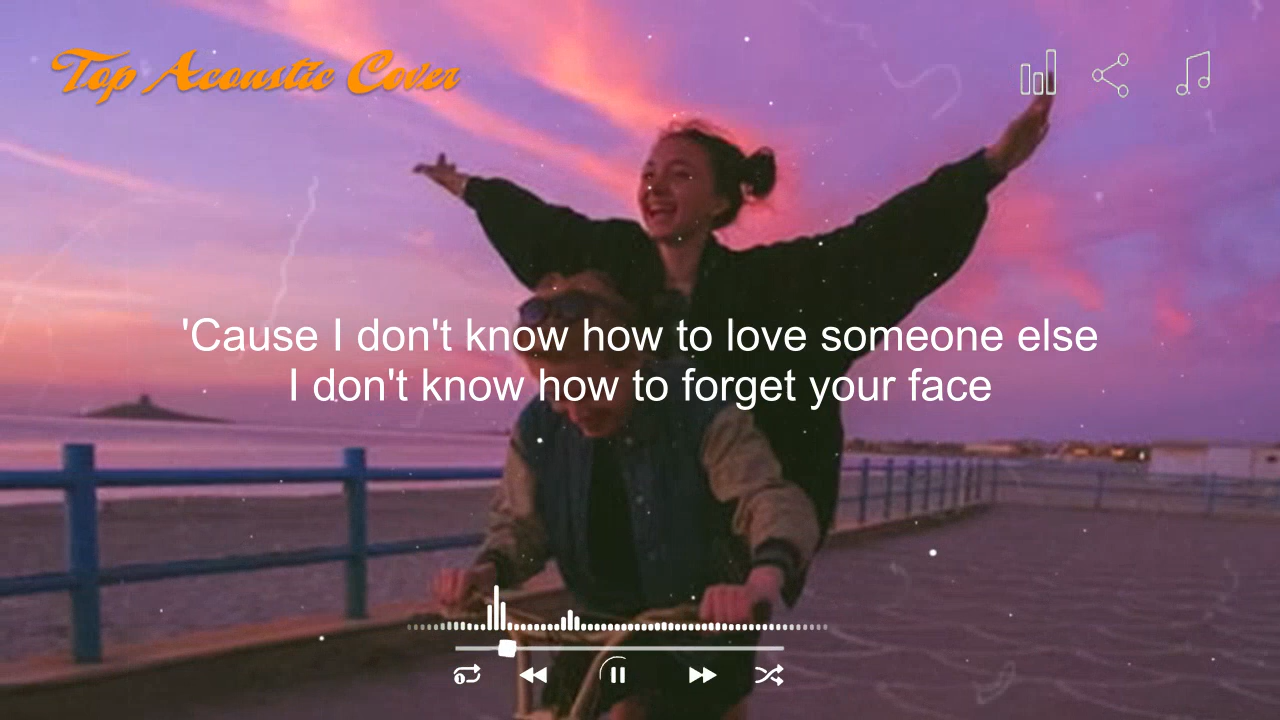 Top Acoustic Cover
'Cause I don't know how to love someone else
I don't know how to forget your face